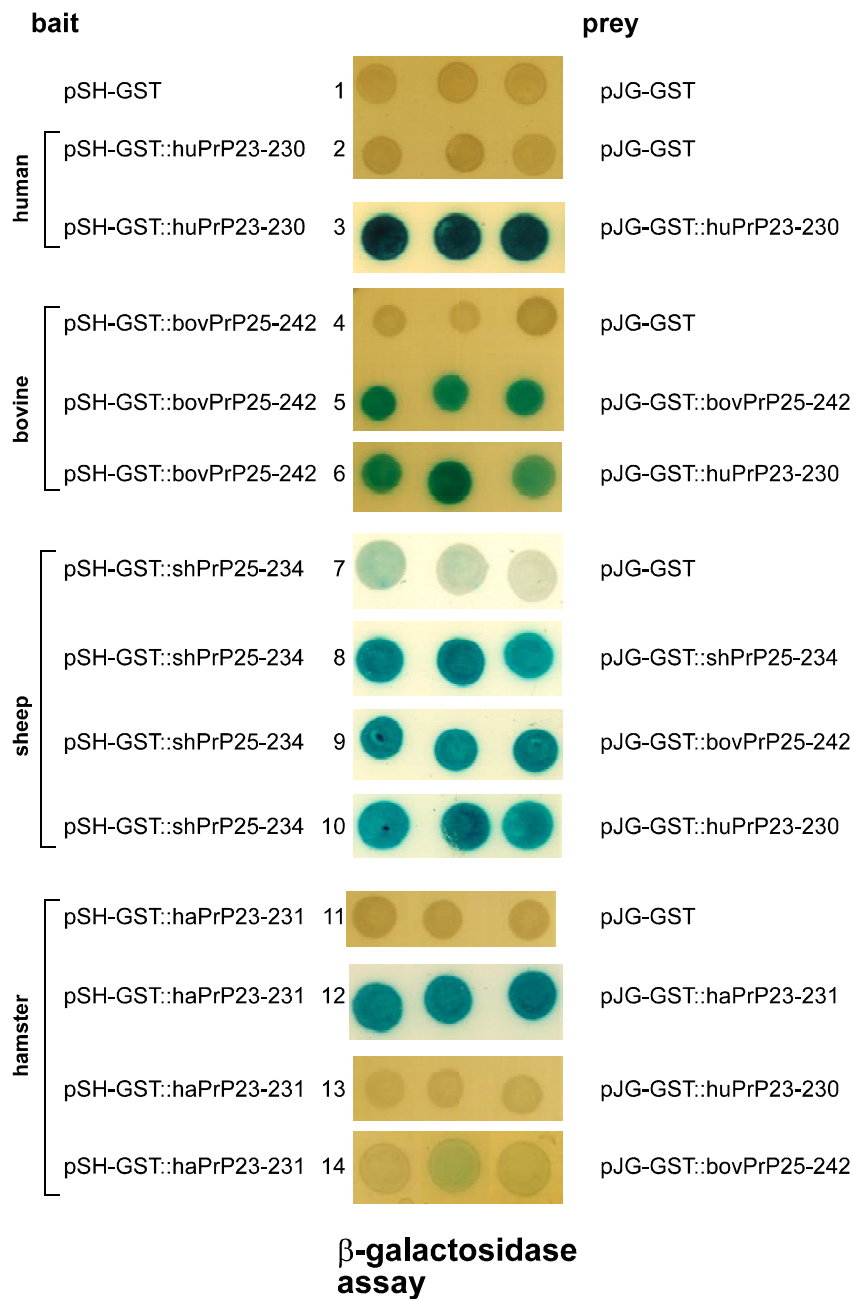 bait prey
pSH-GST 1 pJG-GST
human
pSH-GST::huPrP23-230 2 pJG-GST
pSH-GST::huPrP23-230 3 pJG-GST::huPrP23-230
bovine
pSH-GST::bovPrP25-242 4 pJG-GST
pSH-GST::bovPrP25-242 5 pJG-GST::bovPrP25-242
pSH-GST::bovPrP25-242 6 pJG-GST::huPrP23-230
sheep
pSH-GST::shPrP25-234 7 pJG-GST
pSH-GST::shPrP25-234 8 pJG-GST::shPrP25-234
pSH-GST::shPrP25-234 9 pJG-GST::bovPrP25-242
pSH-GST::shPrP25-234 10 pJG-GST::huPrP23-230
hamster
pSH-GST::haPrP23-231 11 pJG-GST
pSH-GST::haPrP23-231 12 pJG-GST::haPrP23-231
pSH-GST::haPrP23-231 13 pJG-GST::huPrP23-230
pSH-GST::haPrP23-231 14 pJG-GST::bovPrP25-242
β-galactosidase
assay